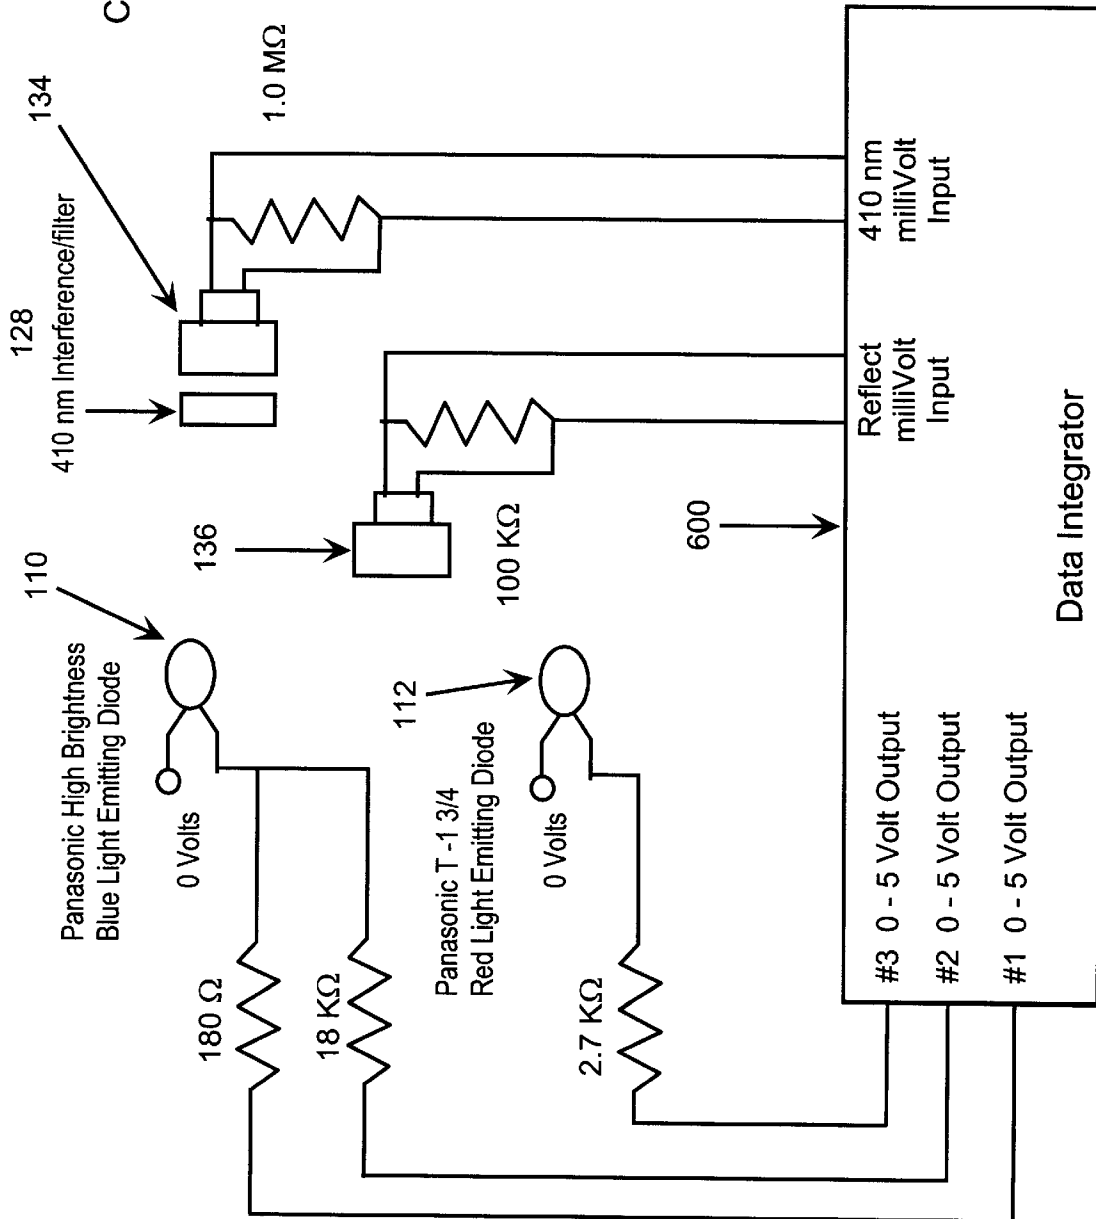 C
134
1.0 MΩ
128
410 nm Interference/filter
110
136
100 KΩ
Panasonic High Brightness
Blue Light Emitting Diode
0 Volts
112
Panasonic T -1 3/4
Red Light Emitting Diode
0 Volts
180 Ω
18 KΩ
2.7 KΩ
600
410 nm
milliVolt
Input
Reflect
milliVolt
Input
Data Integrator
#3 0 - 5 Volt Output
#2 0 - 5 Volt Output
#1 0 - 5 Volt Output